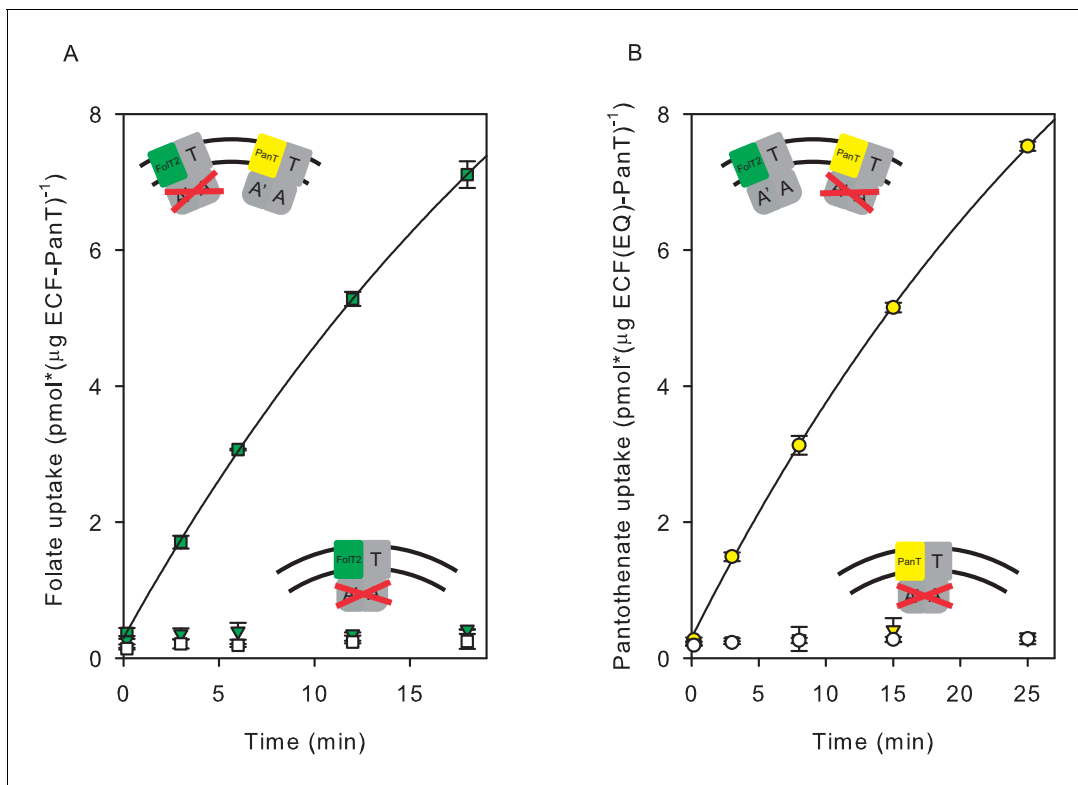 A
Folate uptake (pmol*(μg ECF-PanT)⁻¹)
8
6
4
2
0
FolT2
T
A' A
PanT
T
A' A
FolT2
T
A' A
0 5 10 15
Time (min)
B
Pantothenate uptake (pmol*(μg ECF(EQ)-PanT)⁻¹)
8
6
4
2
0
FolT2
T
A' A
PanT
T
A' A
PanT
T
A' A
0 5 10 15 20 25
Time (min)